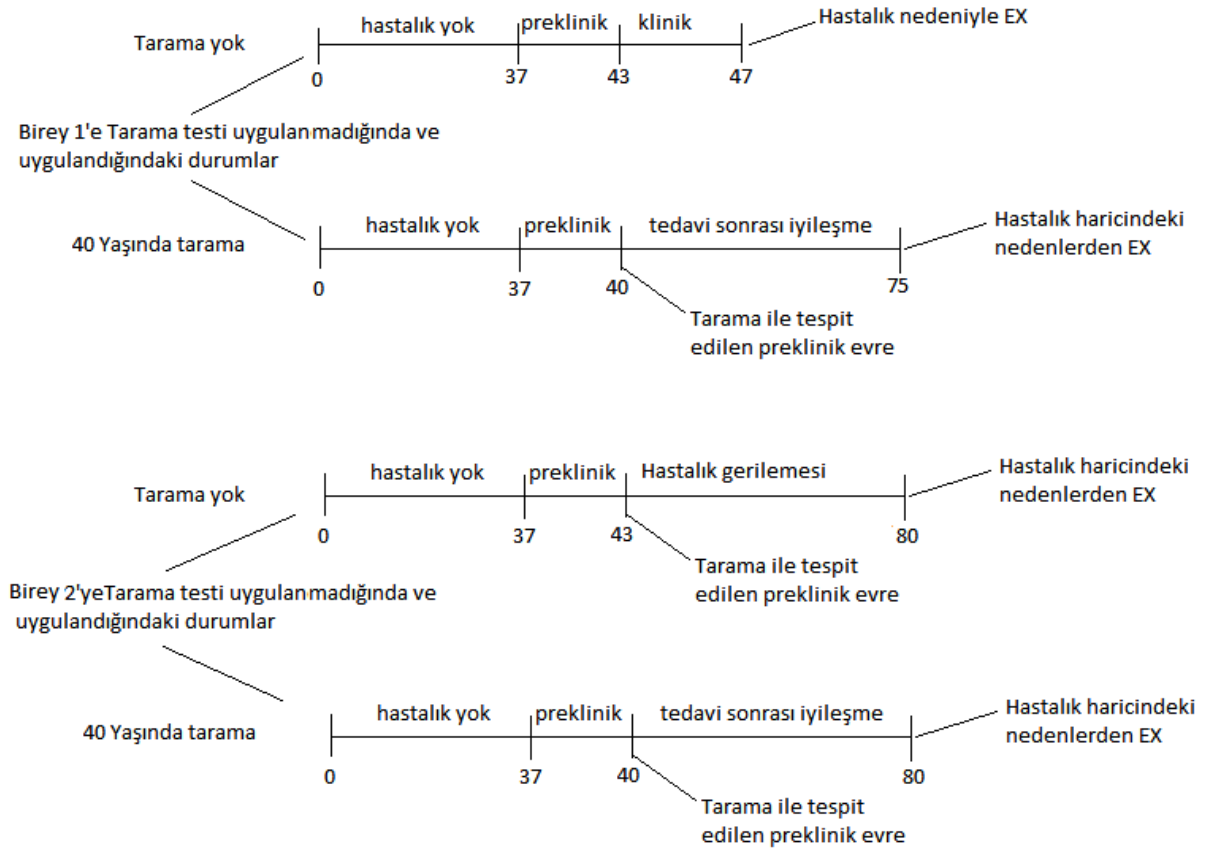 hastalık yok
preklinik
klinik
Hastalık nedeniyle EX
Tarama yok
0
37
43
47
Birey 1'e Tarama testi uygulanmadığında ve
uygulandığındaki durumlar
hastalık yok
preklinik
tedavi sonrası iyileşme
Hastalık haricindeki
nedenlerden EX
40 Yaşında tarama
0
37
40
75
Tarama ile tespit
edilen preklinik evre
hastalık yok
preklinik
Hastalık gerilemesi
Hastalık haricindeki
nedenlerden EX
Tarama yok
0
37
43
80
Tarama ile tespit
edilen preklinik evre
Birey 2'yeTarama testi uygulanmadığında ve
uygulandığındaki durumlar
hastalık yok
preklinik
tedavi sonrası iyileşme
Hastalık haricindeki
nedenlerden EX
40 Yaşında tarama
0
37
40
80
Tarama ile tespit
edilen preklinik evre